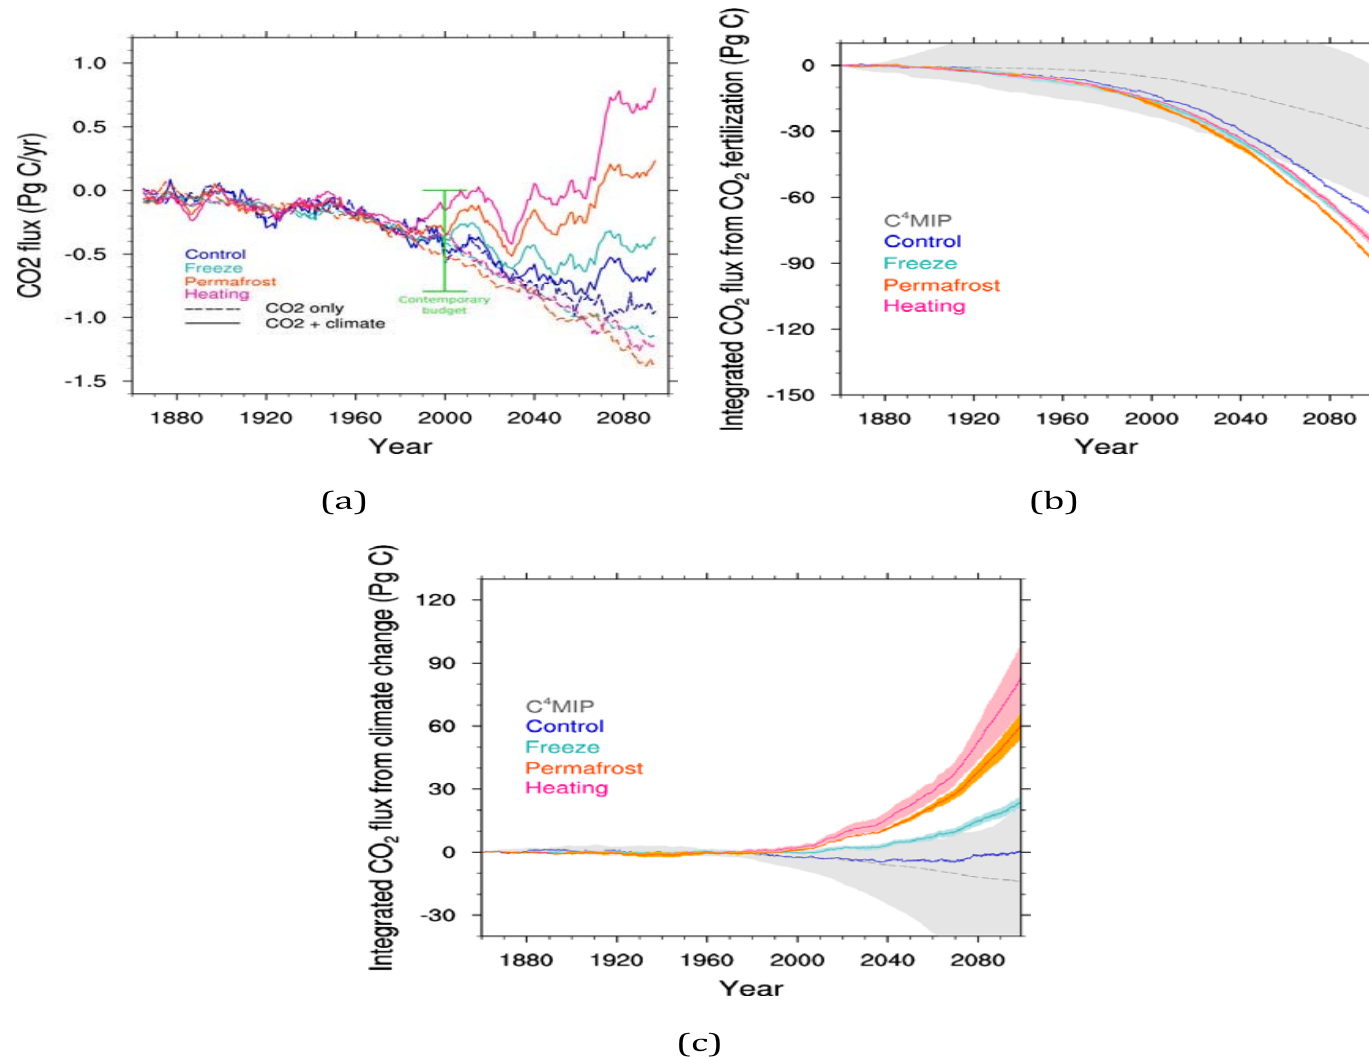 CO2 flux (Pg C/yr)
1.0
0.5
0.0
-0.5
-1.0
-1.5
Control
Freeze
Permafrost
Heating
CO2 only
CO2 + climate
Contemporary
budget
1880 1920 1960 2000 2040 2080
Year
(a)
Integrated CO2 flux from CO2 fertilization (Pg C)
0
-30
-60
-90
-120
-150
C4MIP
Control
Freeze
Permafrost
Heating
1880 1920 1960 2000 2040 2080
Year
(b)
Integrated CO2 flux from climate change (Pg C)
120
90
60
30
0
-30
C4MIP
Control
Freeze
Permafrost
Heating
1880 1920 1960 2000 2040 2080
Year
(c)